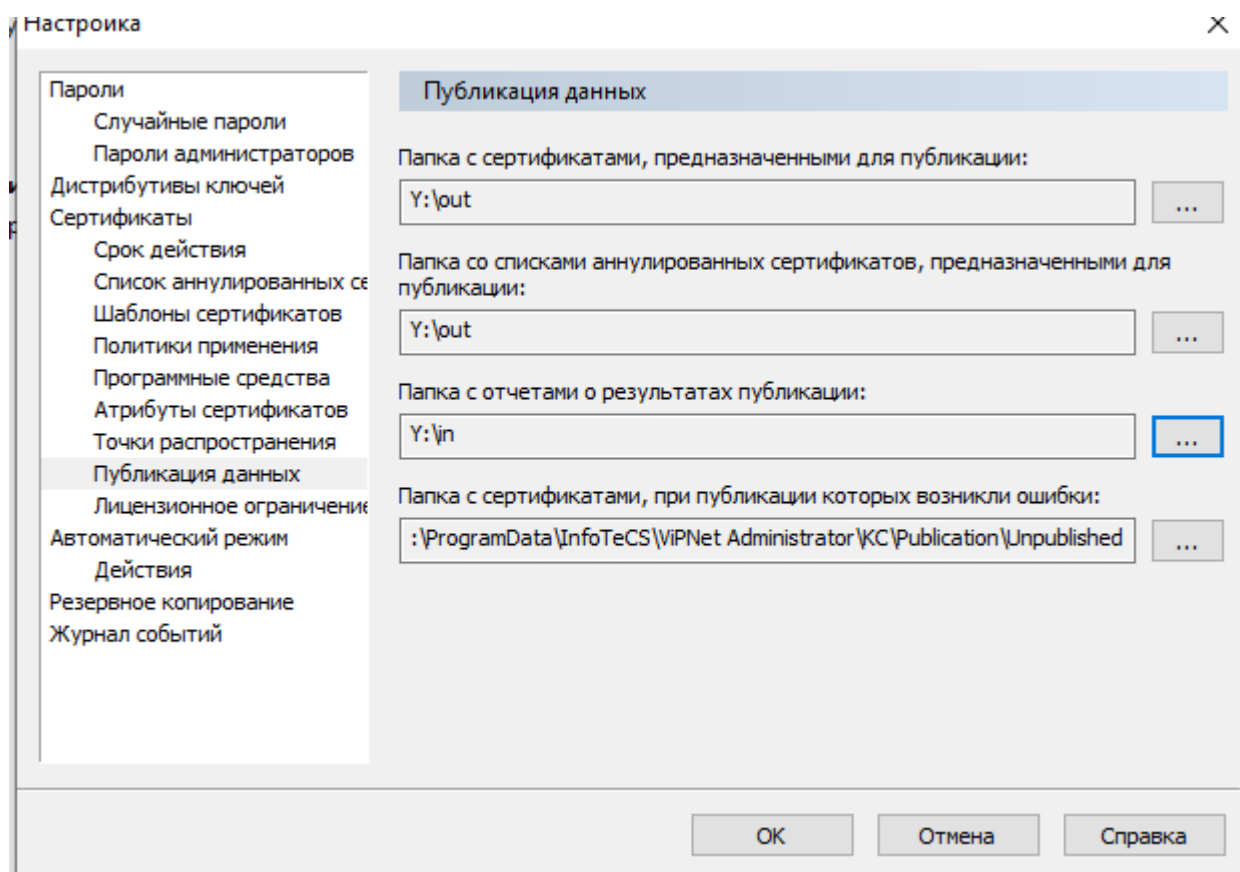 Настройка
Пароли
Случайные пароли
Пароли администраторов
Дистрибутивы ключей
Сертификаты
Срок действия
Список аннулированных се
Шаблоны сертификатов
Политики применения
Программные средства
Атрибуты сертификатов
Точки распространения
Публикация данных
Лицензионное ограничение
Автоматический режим
Действия
Резервное копирование
Журнал событий
Публикация данных
Папка с сертификатами, предназначенными для публикации:
Y:\out
...
Папка со списками аннулированных сертификатов, предназначенными для
публикации:
Y:\out
...
Папка с отчетами о результатах публикации:
Y:\in
...
Папка с сертификатами, при публикации которых возникли ошибки:
:\ProgramData\InfoTeCS\ViPNet Administrator\KC\Publication\Unpublished
...
OK
Отмена
Справка